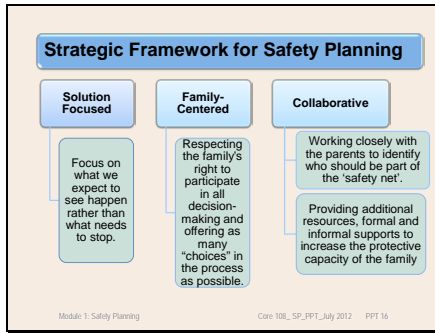 Strategic Framework for Safety Planning
Solution
Focused
Focus on
what we
expect to
see happen
rather than
what needs
to stop.
Family-
Centered
Respecting
the family's
right to
participate
in all
decision-
making and
offering as
many
“choices” in
the process
as possible.
Collaborative
Working closely with
the parents to identify
who should be part of
the ‘safety net’.
Providing additional
resources, formal and
informal supports to
increase the protective
capacity of the family
Module 1: Safety Planning
Core 108_ SP_PPT_July 2012 PPT 16